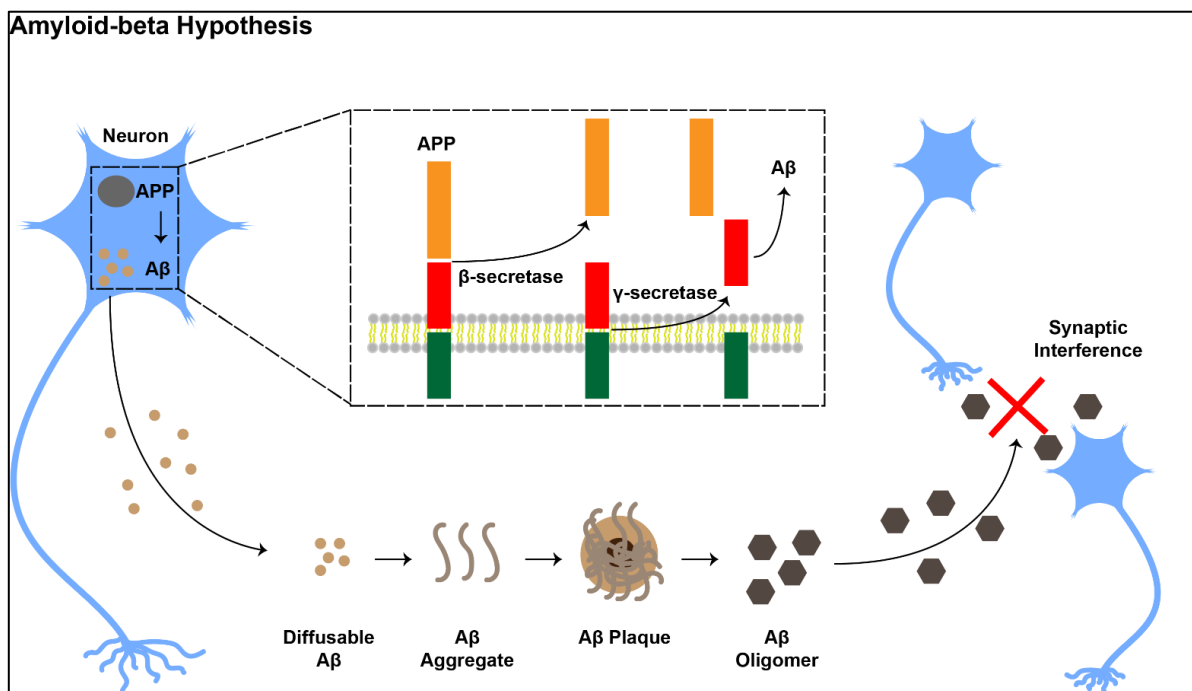 Amyloid-beta Hypothesis
Neuron
APP
Aβ
APP
β-secretase
γ-secretase
Aβ
Synaptic
Interference
Diffusable
Aβ
Aβ
Aggregate
Aβ Plaque
Aβ
Oligomer